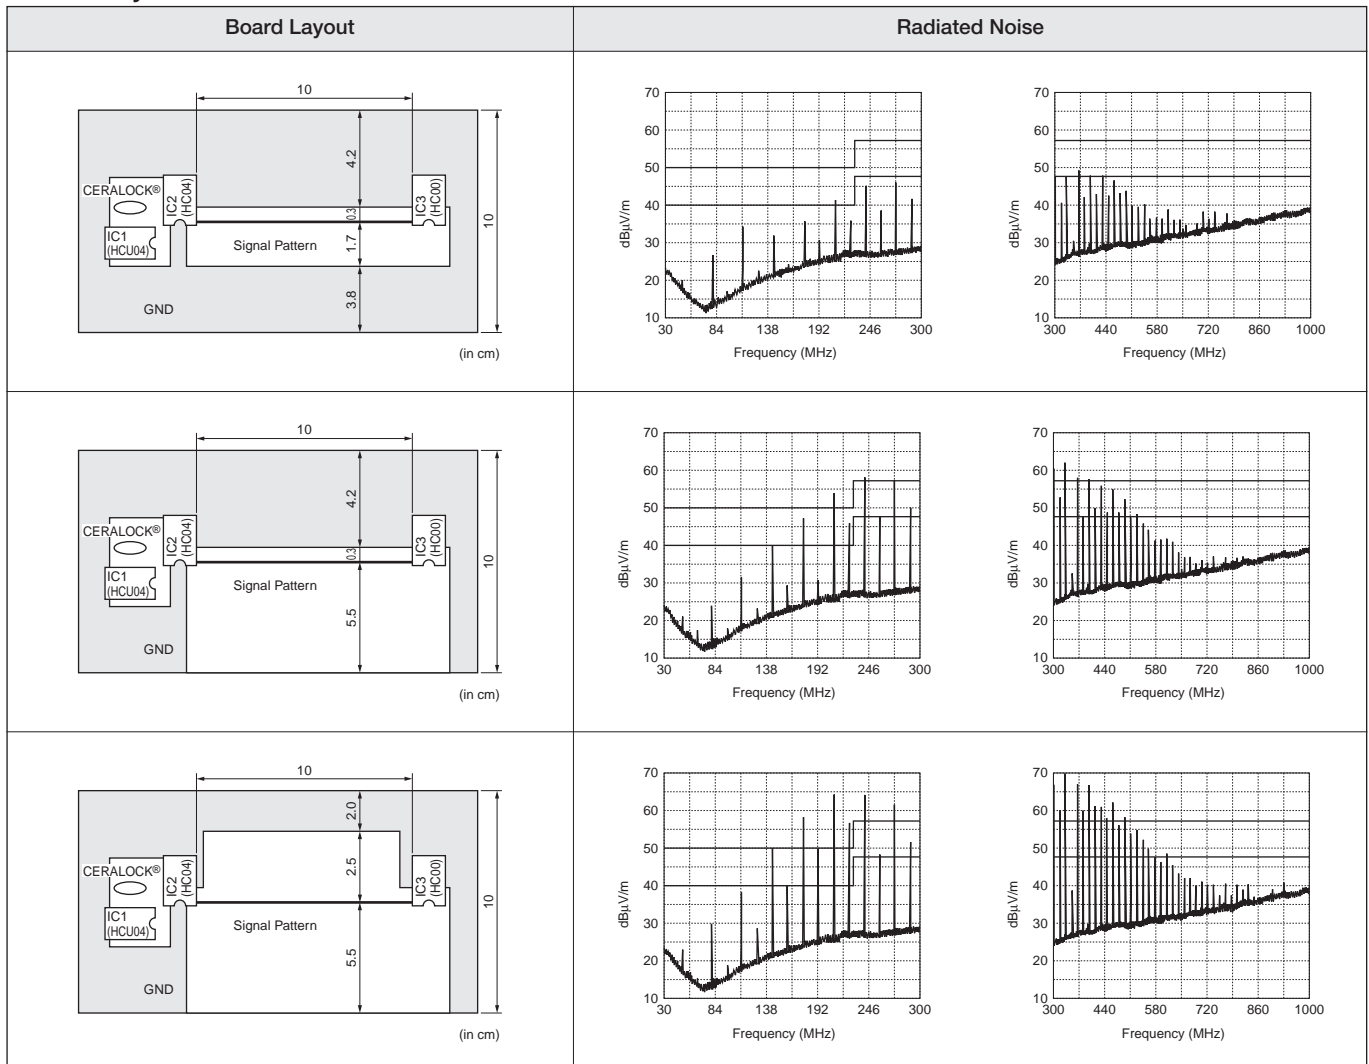 Board Layout
Radiated Noise
10
4.2
0.3
1.7
3.8
10
CERALOCK®
IC2
(HC04)
IC3
(HC00)
IC1
(HCU04)
Signal Pattern
GND
(in cm)
70
60
50
40
30
20
10
dBμV/m
30
84
138
192
246
300
Frequency (MHz)
70
60
50
40
30
20
10
dBμV/m
300
440
580
720
860
1000
Frequency (MHz)
10
4.2
0.3
5.5
10
CERALOCK®
IC2
(HC04)
IC3
(HC00)
IC1
(HCU04)
Signal Pattern
GND
(in cm)
70
60
50
40
30
20
10
dBμV/m
30
84
138
192
246
300
Frequency (MHz)
70
60
50
40
30
20
10
dBμV/m
300
440
580
720
860
1000
Frequency (MHz)
10
2.0
2.5
5.5
10
CERALOCK®
IC2
(HC04)
IC3
(HC00)
IC1
(HCU04)
Signal Pattern
GND
(in cm)
70
60
50
40
30
20
10
dBμV/m
30
84
138
192
246
300
Frequency (MHz)
70
60
50
40
30
20
10
dBμV/m
300
440
580
720
860
1000
Frequency (MHz)